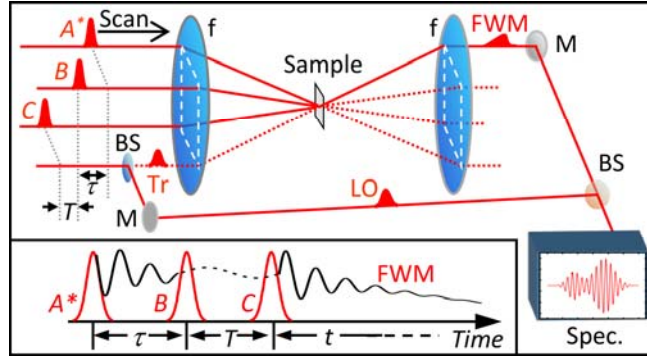 A* Scan f f FWM M
B Sample
C
BS BS
Tr LO
τ
T M
A* B C FWM
τ T t Time Spec.